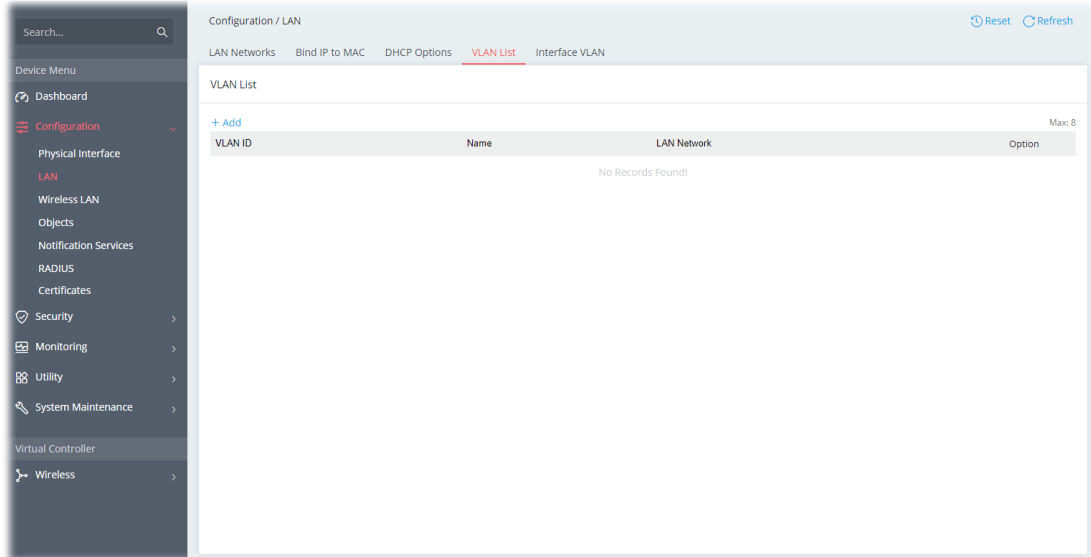 Search...
Device Menu
Dashboard
Configuration
Physical Interface
LAN
Wireless LAN
Objects
Notification Services
RADIUS
Certificates
Security
Monitoring
Utility
System Maintenance
Virtual Controller
Wireless
Configuration / LAN
Reset Refresh
LAN Networks Bind IP to MAC DHCP Options VLAN List Interface VLAN
VLAN List
+ Add Max: 8
VLAN ID Name LAN Network Option
No Records Found!